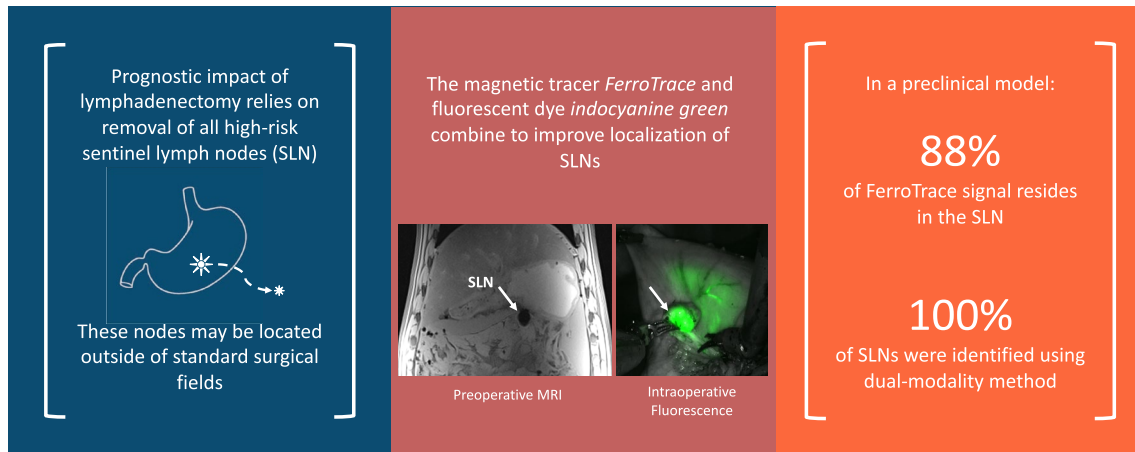 Prognostic impact of
lymphadenectomy relies on
removal of all high-risk
sentinel lymph nodes (SLN)
These nodes may be located
outside of standard surgical
fields
The magnetic tracer FerroTrace and
fluorescent dye indocyanine green
combine to improve localization of
SLNs
SLN
Preoperative MRI
Intraoperative
Fluorescence
In a preclinical model:
88%
of FerroTrace signal resides
in the SLN
100%
of SLNs were identified using
dual-modality method